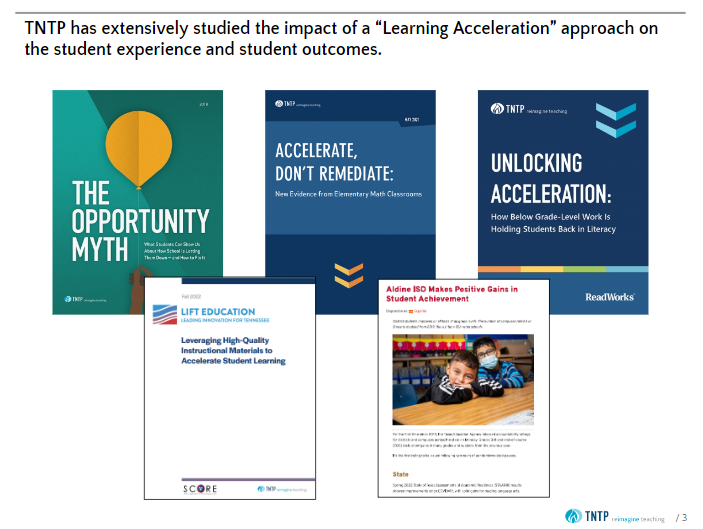 TNTP has extensively studied the impact of a “Learning Acceleration” approach on
the student experience and student outcomes.
2018
THE
OPPORTUNITY
MYTH
What Students Can Show Us
About How School Is Letting
Them Down—and How to Fix It
TNTP reimagine teaching
TNTP reimagine teaching
MAY 2021
ACCELERATE,
DON'T REMEDIATE:
New Evidence from Elementary Math Classrooms
TNTP reimagine teaching
UNLOCKING
ACCELERATION:
How Below Grade-Level Work Is
Holding Students Back in Literacy
ReadWorks
Fall 2022
LIFT EDUCATION
LEADING INNOVATION FOR TENNESSEE
Leveraging High-Quality
Instructional Materials to
Accelerate Student Learning
SCORE
TNTP reimagine teaching
Aldine ISD Makes Positive Gains in
Student Achievement
State
TNTP reimagine teaching / 3